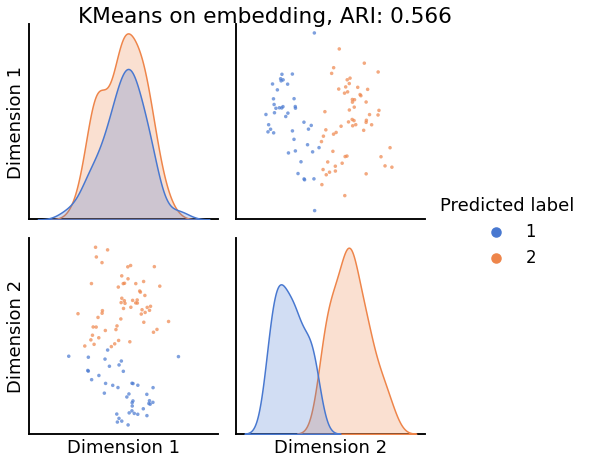 KMeans on embedding, ARI: 0.566
Dimension 1
Predicted label
1
2
Dimension 2
Dimension 1
Dimension 2